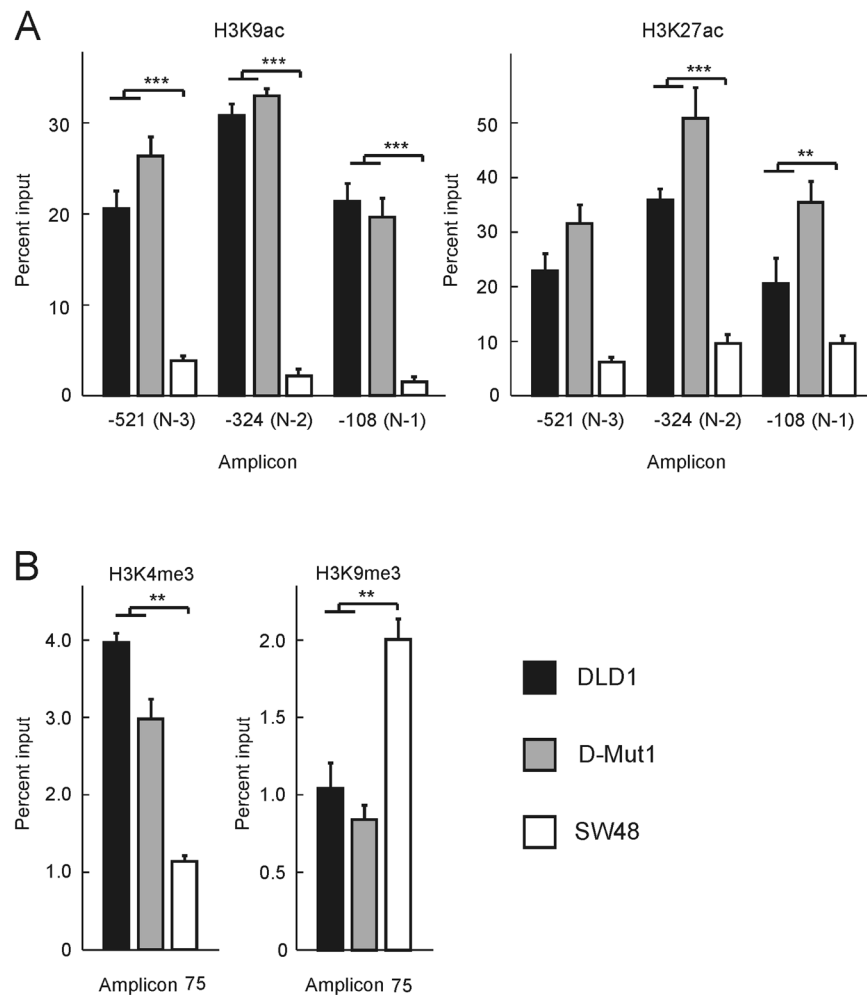 A
H3K9ac
H3K27ac
***
***
***
***
**
Percent input
30
20
10
0
Percent input
50
40
30
20
10
0
-521 (N-3) -324 (N-2) -108 (N-1)
-521 (N-3) -324 (N-2) -108 (N-1)
Amplicon
Amplicon
B
H3K4me3
H3K9me3
**
**
Percent input
4.0
3.0
2.0
1.0
0
Percent input
2.0
1.5
1.0
0.5
0
Amplicon 75
Amplicon 75
DLD1
D-Mut1
SW48